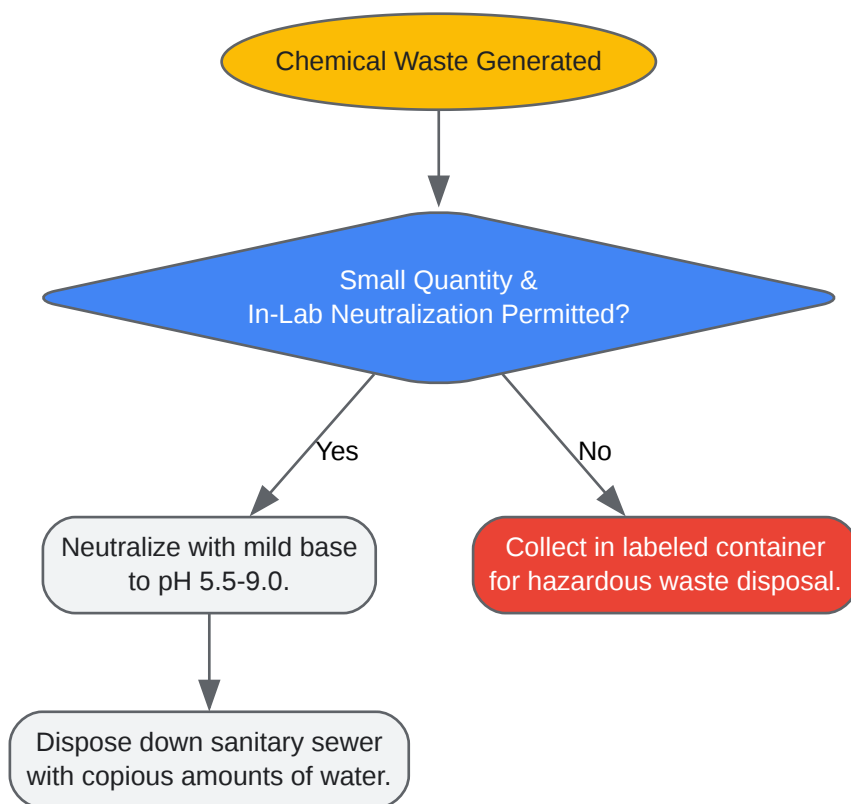 Chemical Waste Generated
Small Quantity &
In-Lab Neutralization Permitted?
Yes
No
Neutralize with mild base
to pH 5.5-9.0.
Collect in labeled container
for hazardous waste disposal.
Dispose down sanitary sewer
with copious amounts of water.